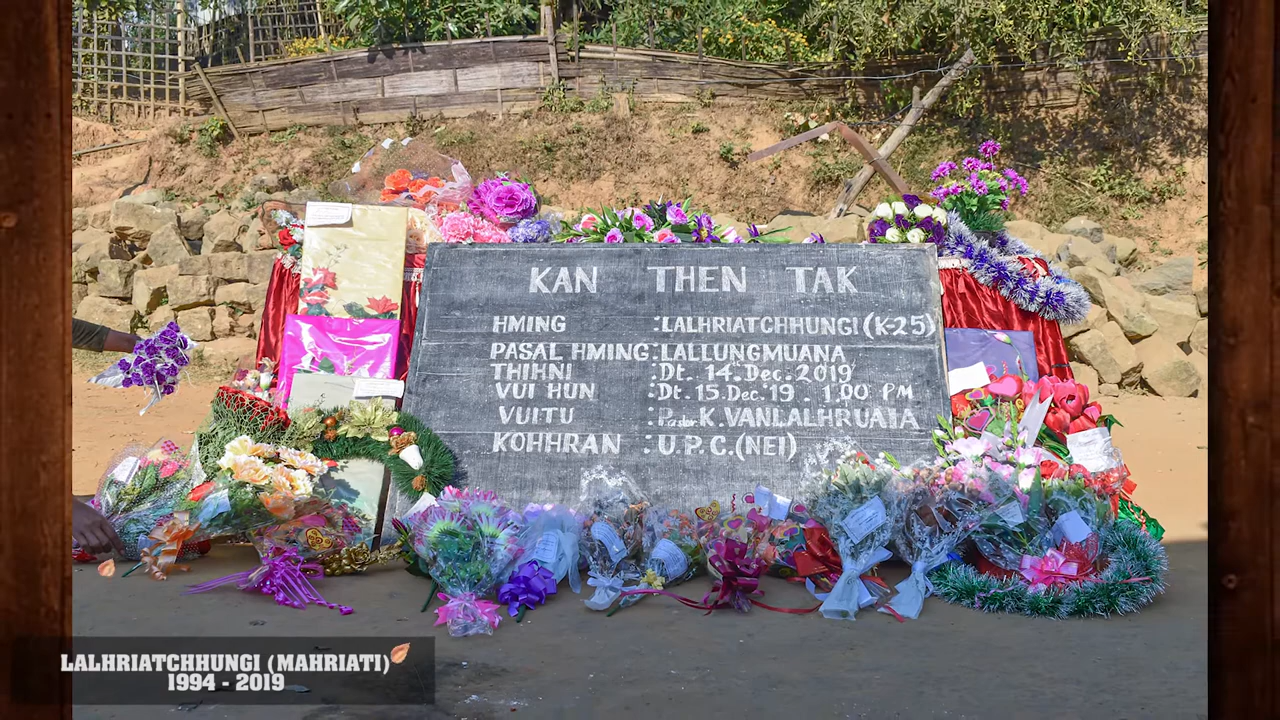 KAN THEN TAK
HMING : LALHRIATCHHUNGI (K-25)
PASAL HMING : LALLUNGMUANA
THIHNI : Dt. 14. Dec. 2019
VUI HUN : Dt. 15. Dec. '19 - 1.00 PM
VUITU : Pastor K. VANLALHRUAIA
KOHHRAN : U.P.C. (NEI)
LALHRIATCHHUNGI (MAHRIATI)
1994 - 2019